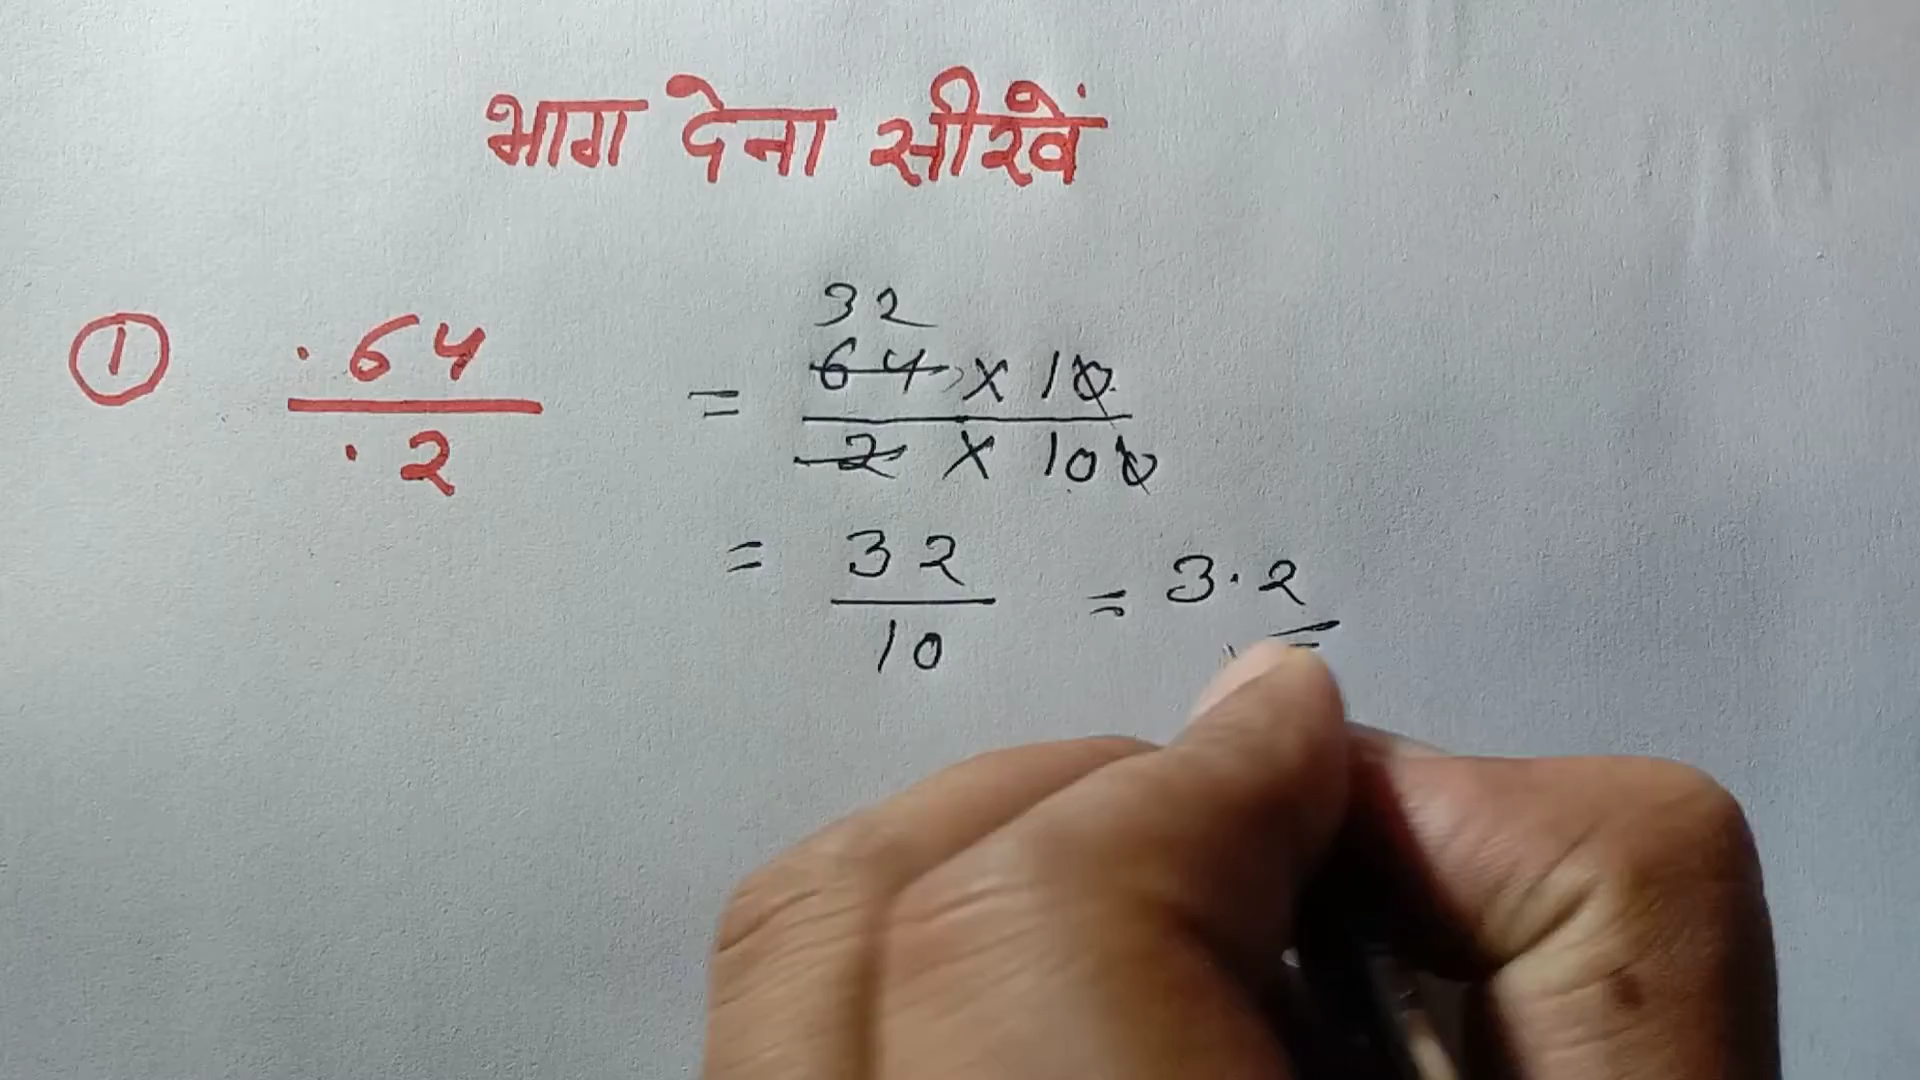 भाग देना सीखें
① .64 / .2 = 32
64 × 10 / 2 × 100
= 32 / 10 = 3.2